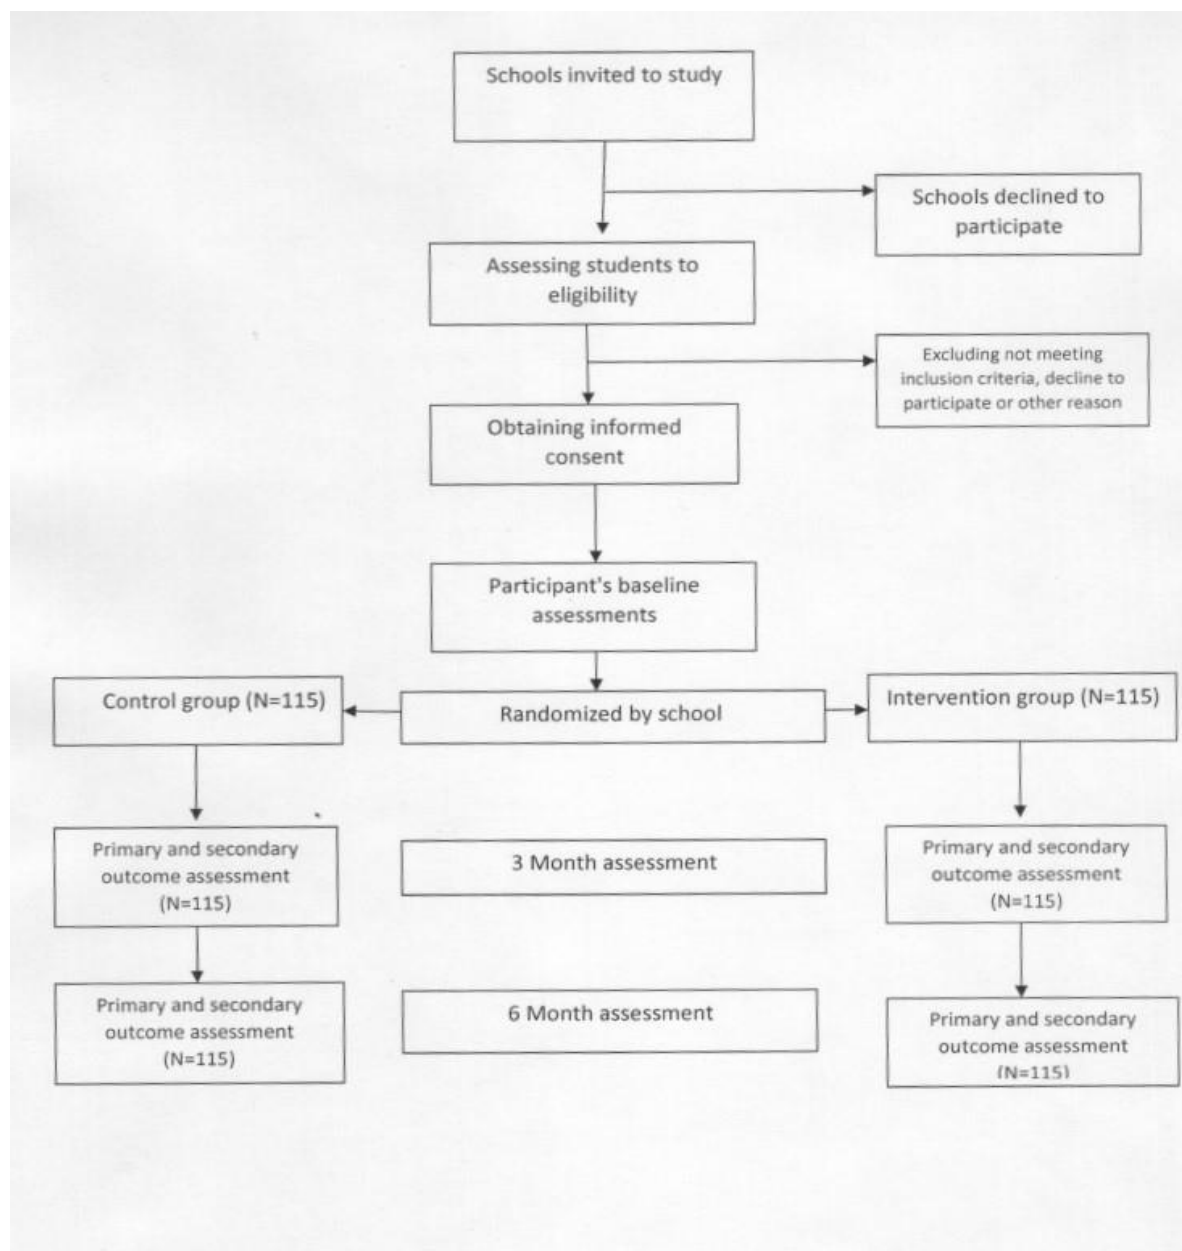 Schools invited to study
Schools declined to
participate
Assessing students to
eligibility
Excluding not meeting
inclusion criteria, decline to
participate or other reason
Obtaining informed
consent
Participant's baseline
assessments
Control group (N=115)
Randomized by school
Intervention group (N=115)
Primary and secondary
outcome assessment
(N=115)
3 Month assessment
Primary and secondary
outcome assessment
(N=115)
Primary and secondary
outcome assessment
(N=115)
6 Month assessment
Primary and secondary
outcome assessment
(N=115)